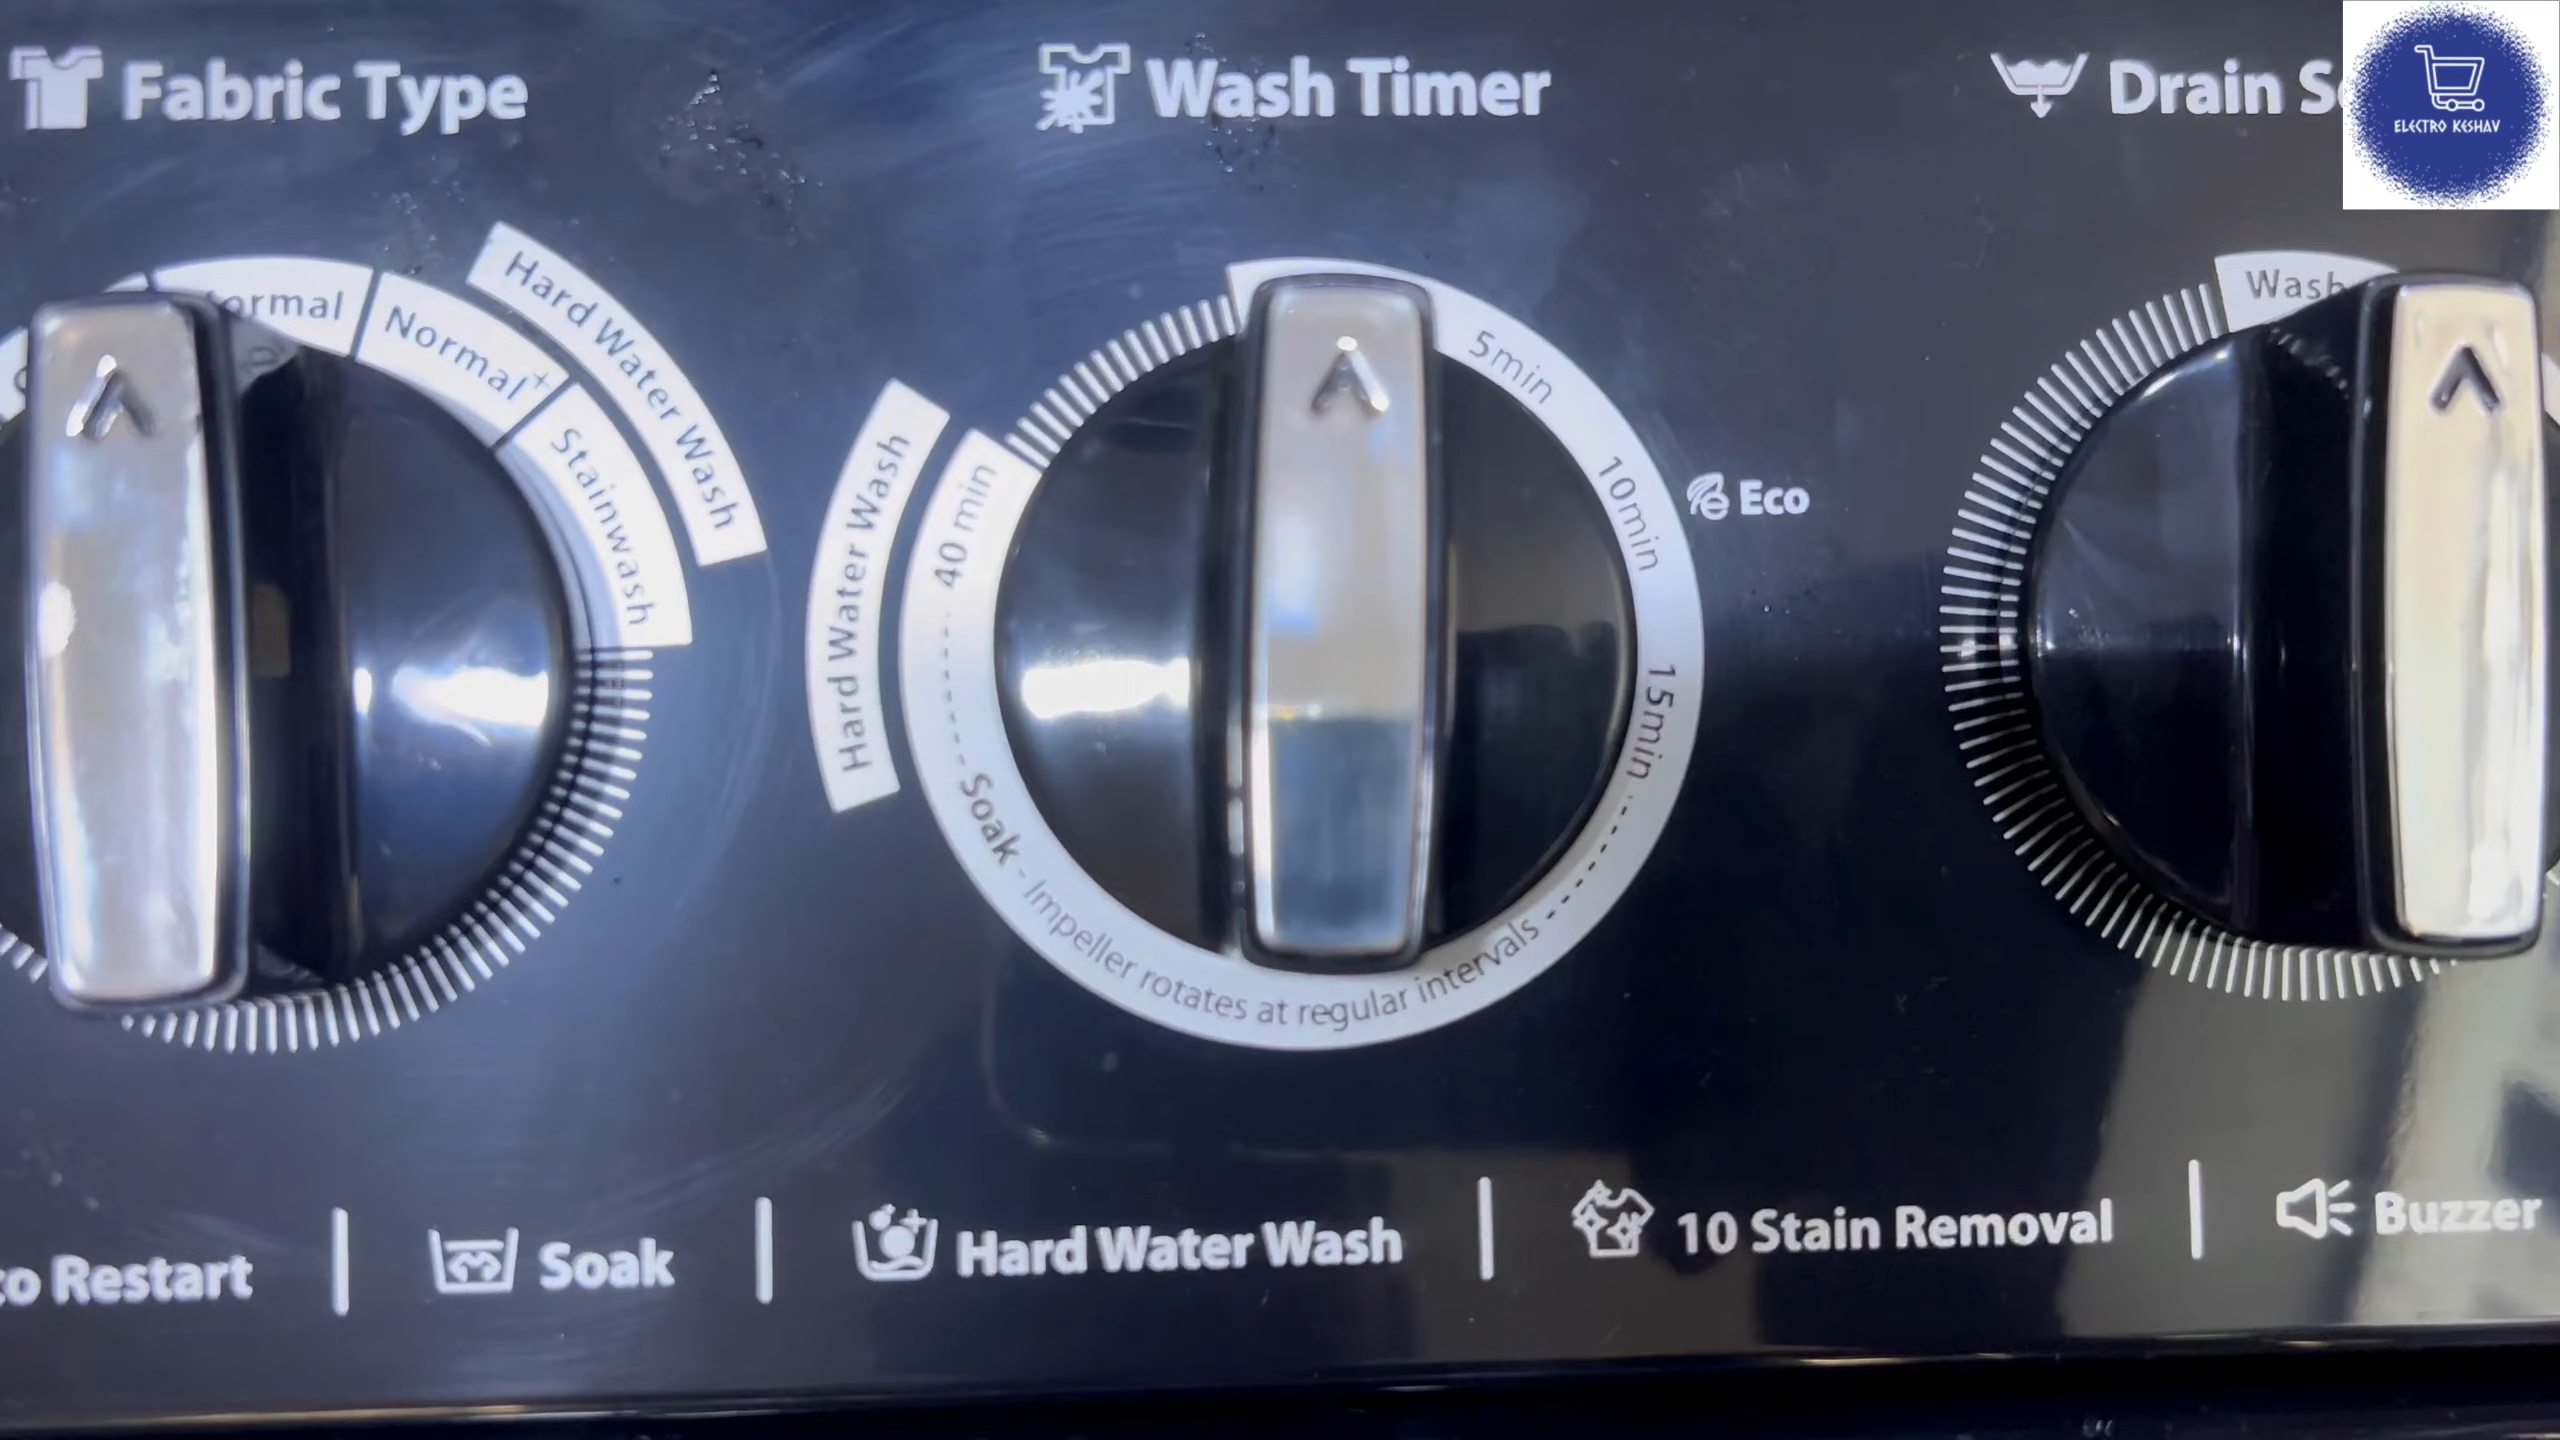 Fabric Type
Wash Timer
Drain
ELECTRO KESHAV
Normal+
Stainwash
Hard Water Wash
5min
10min
15min
Eco
Soak - Impeller rotates at regular intervals
40 min
Hard Water Wash
Wash
Restart
Soak
Hard Water Wash
10 Stain Removal
Buzzer